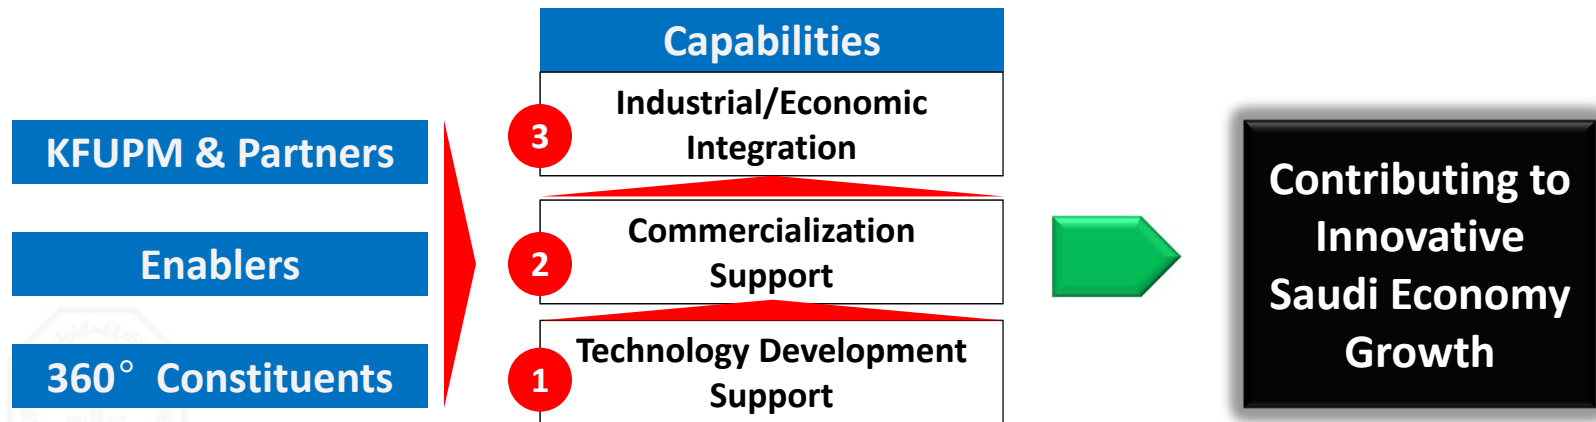 KFUPM & Partners
Enablers
360° Constituents
Capabilities
3
Industrial/Economic
Integration
2
Commercialization
Support
1
Technology Development
Support
Contributing to
Innovative
Saudi Economy
Growth